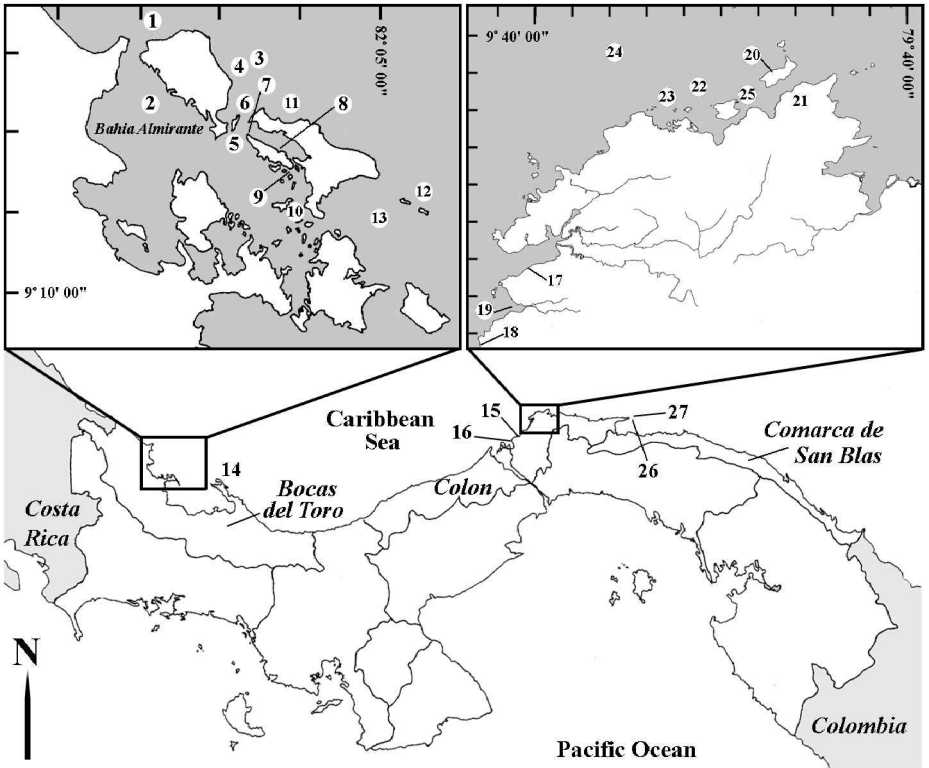 1
2
3
4
5
6
7
8
9
10
11
12
13
Bahia Almirante
82°05'00"
9°10'00"
9°40'00"
79°40'00"
24
20
22
23
25
21
17
19
18
Caribbean
Sea
15
16
27
26
14
Comarca de
San Blas
Bocas
del Toro
Colon
Costa
Rica
N
Colombia
Pacific Ocean